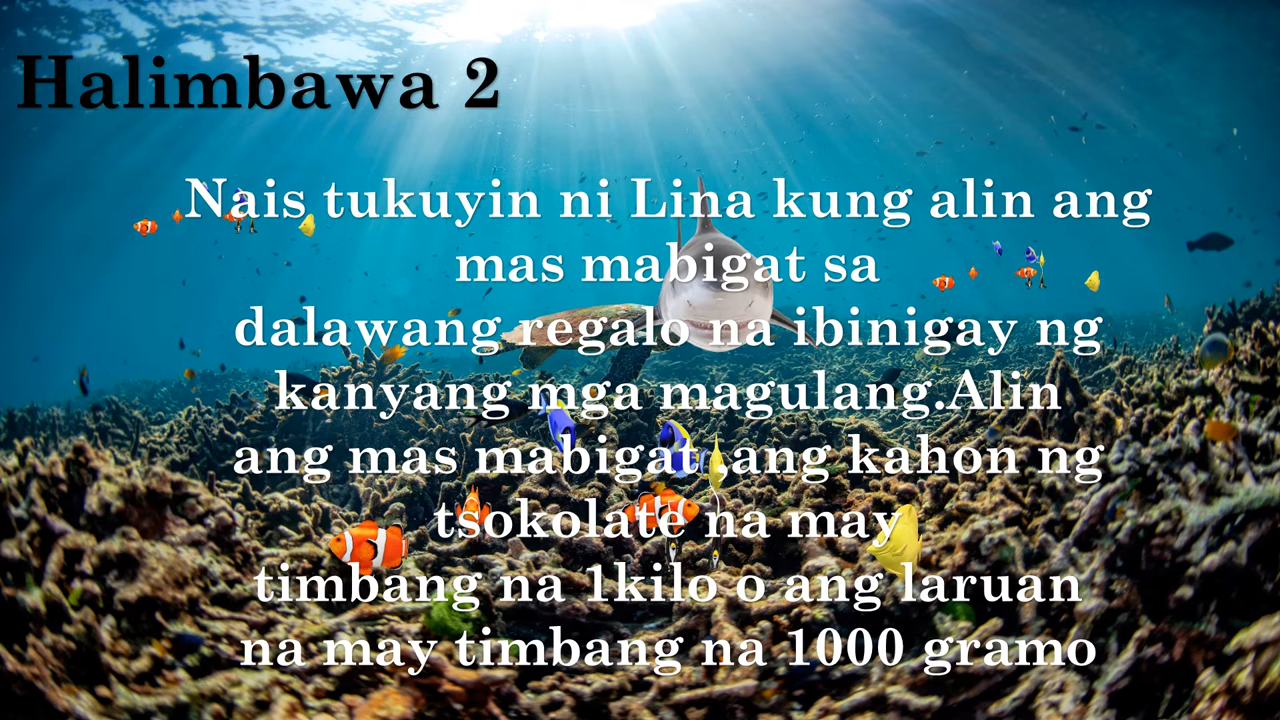 Halimbawa 2
Nais tukuyin ni Lina kung alin ang
mas mabigat sa
dalawang regalo na ibinigay ng
kanyang mga magulang.Alin
ang mas mabigat ,ang kahon ng
tsokolate na may
timbang na 1kilo o ang laruan
na may timbang na 1000 gramo